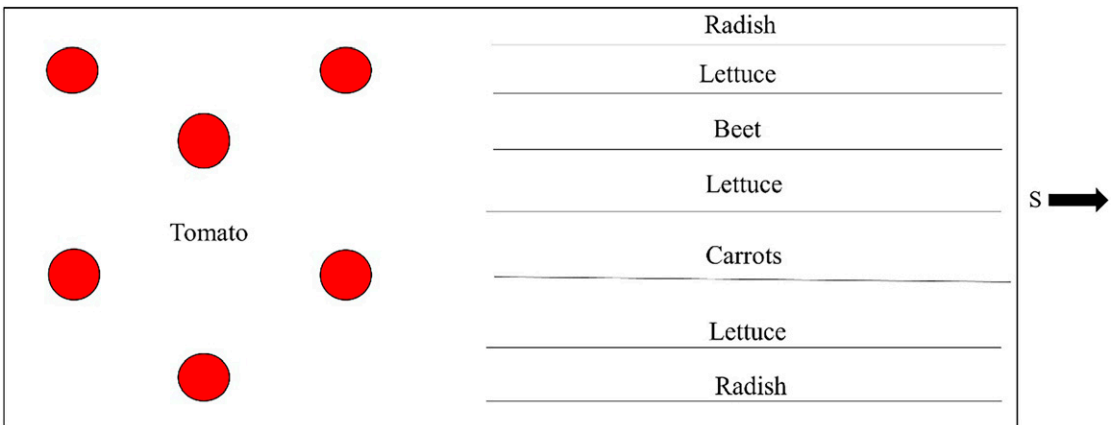 Radish
Lettuce
Beet
Lettuce
S
Tomato
Carrots
Lettuce
Radish